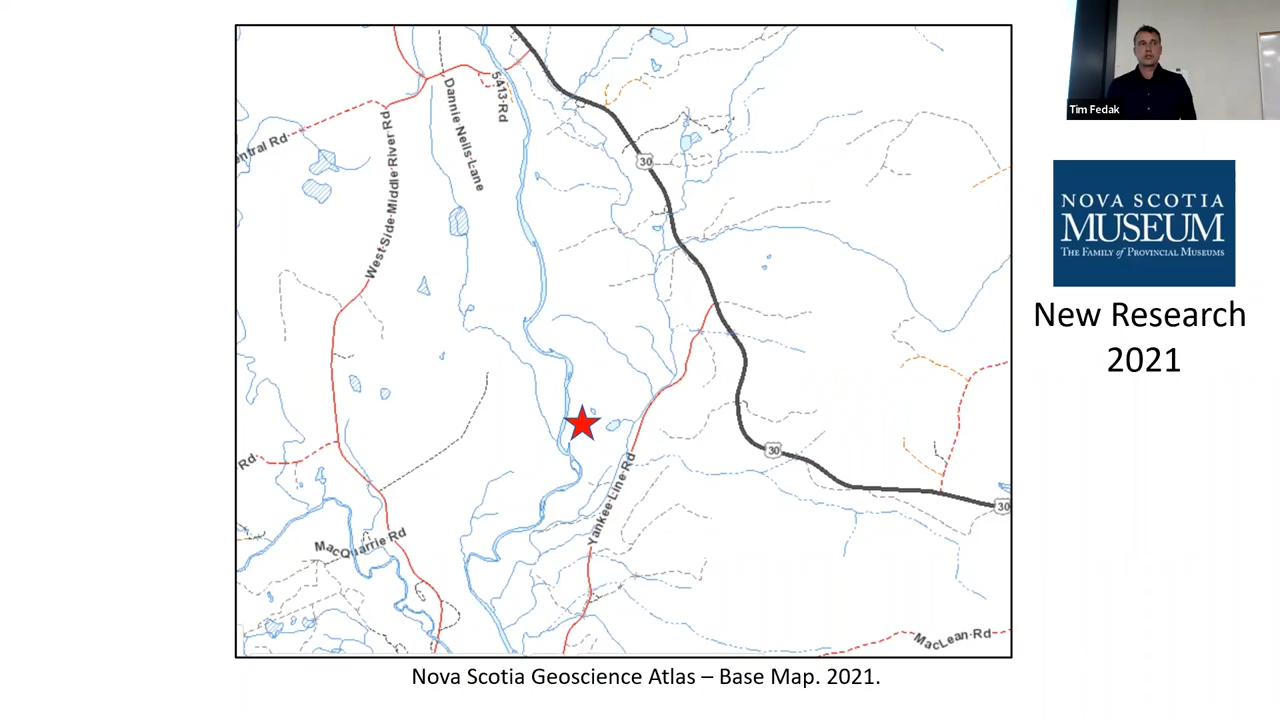 5413 Rd
Dannie Neils Lane
West Side Middle River Rd
entral Rd
30
30
30
Rd
Yankee Line Rd
MacQuarrie Rd
MacLean Rd
Nova Scotia Geoscience Atlas – Base Map. 2021.
Tim Fedak
NOVA SCOTIA
MUSEUM
THE FAMILY of PROVINCIAL MUSEUMS
New Research
2021